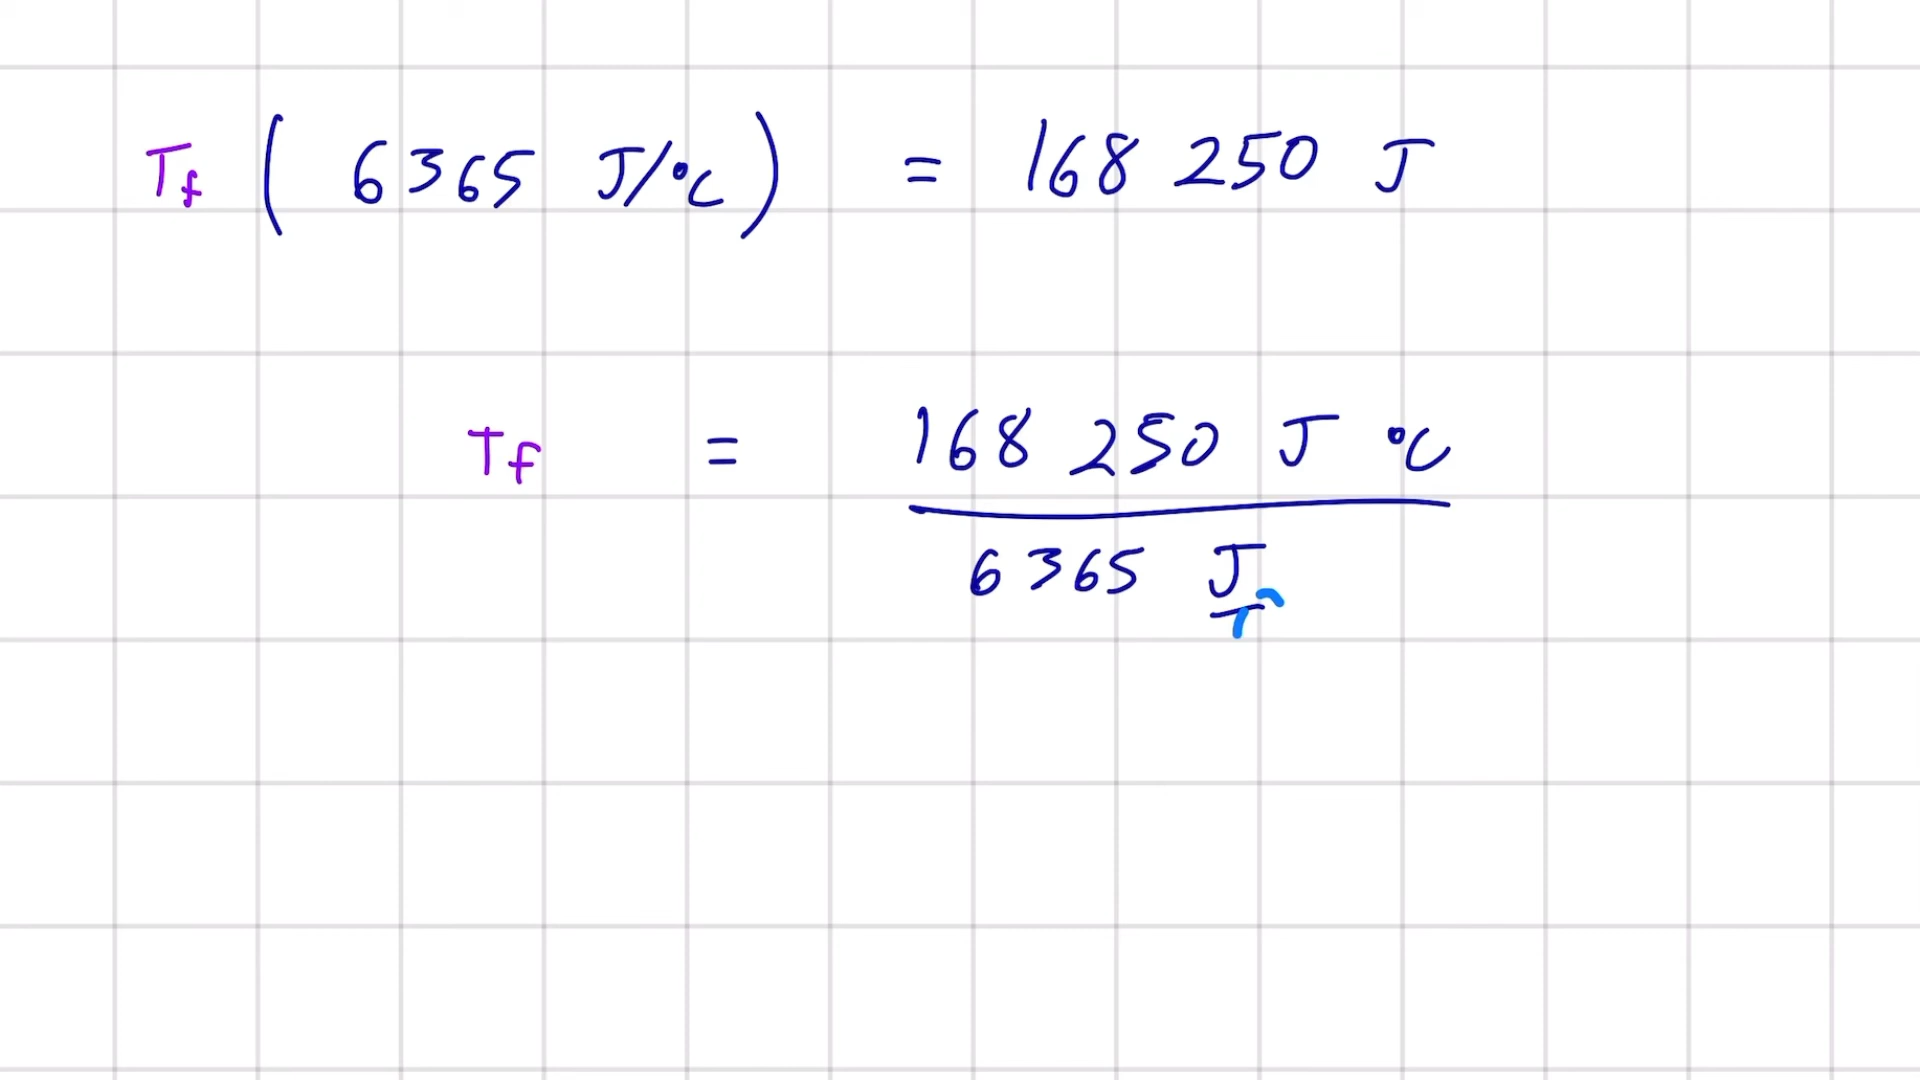 Tf ( 6365 J/°C ) = 168 250 J
Tf = 168 250 J °C
6365 J